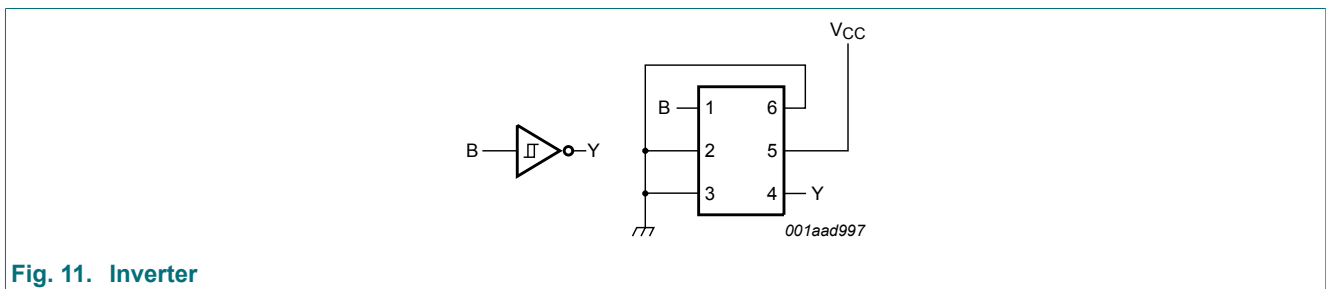 VCC
B 1 6
B Y 2 5
3 4 Y
001aad997
Fig. 11. Inverter